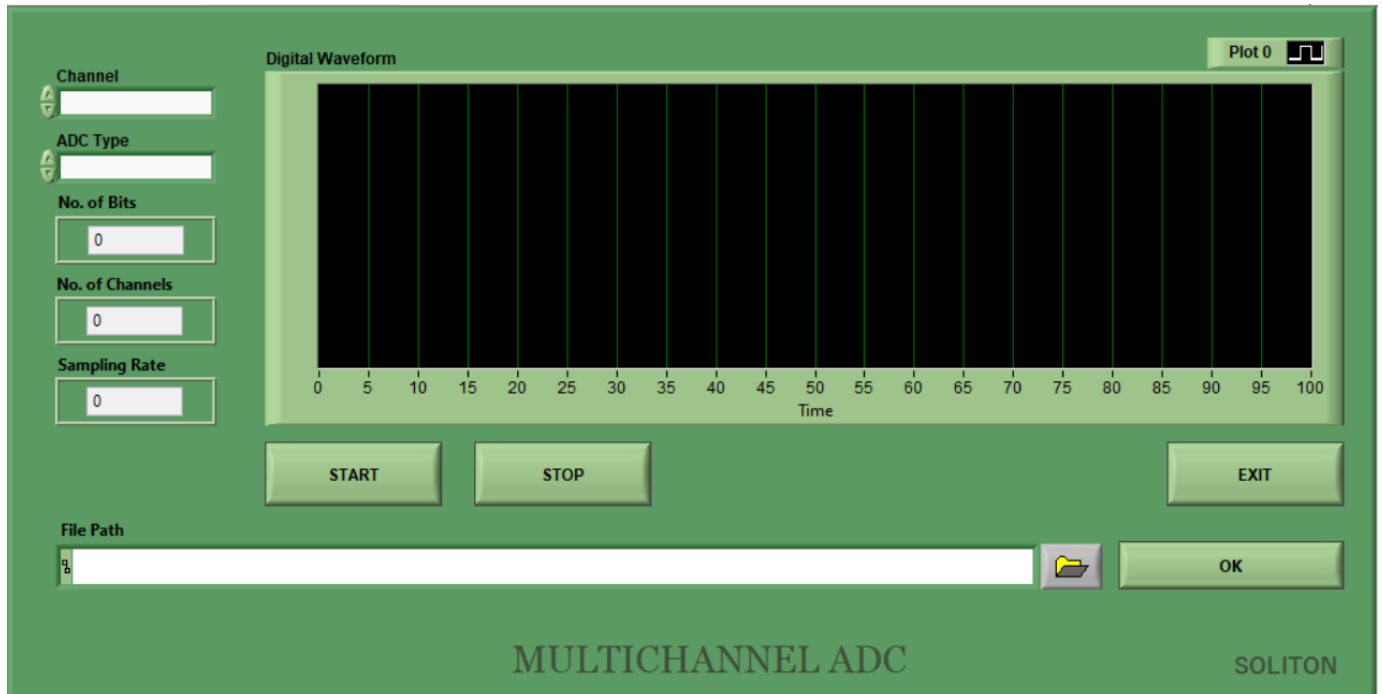 Channel
ADC Type
No. of Bits
0
No. of Channels
0
Sampling Rate
0
Digital Waveform
Plot 0
0 5 10 15 20 25 30 35 40 45 50 55 60 65 70 75 80 85 90 95 100
Time
START STOP EXIT
File Path
OK
MULTICHANNEL ADC
SOLITON